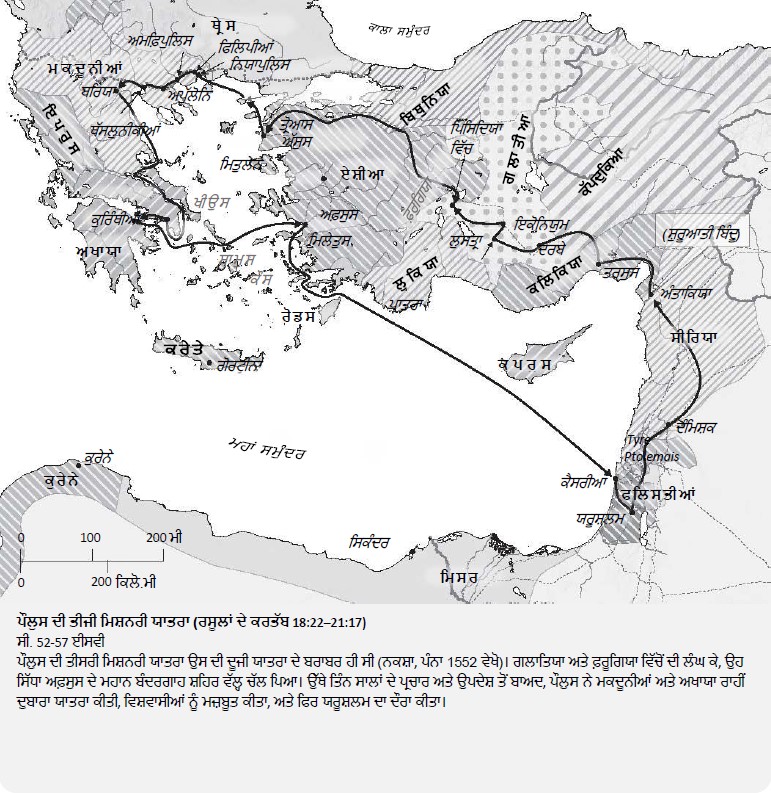 ਥ੍ਰੇਸ
ਕਾਲਾ ਸਮੁੰਦਰ
ਅਮਫ਼ਿਪੁਲਿਸ
ਫਿਲਿਪੀਆਂ
ਨਿਯਾਪੁਲਿਸ
ਮਕਦੂਨੀਆਂ
ਬਰਿਯਾ
ਅਪੁਲੋਨਿ
ਬਿਥੁਨਿਯਾ
ਥੱਸਲੁਨੀਕੀਆਂ
ਇਪਰਸ
ਤ੍ਰੋਆਸ
ਅੱਸੁਸ
ਪਿੱਸਿਦਿਯਾ
ਵਿੱਚ
ਗਲਾਤੀਆ
ਕੱਪਦੁਕਿਆ
ਮਿਤੁਲੇਨੇ
ਏਸ਼ੀਆ
ਫ਼ਰੂਗਿਯਾ
ਖੀਉਸ
ਕੁਰਿੰਥੀਆਂ
ਅਫ਼ਸੁਸ
ਇਕੋਨਿਯੁਮ
(ਸ਼ੁਰੂਆਤੀ ਬਿੰਦੂ)
ਅਖਾਯਾ
ਮਿਲੇਤੁਸ
ਲੁਸਤ੍ਰਾ
ਦਰਬੇ
ਸਾਮੁਸ
ਕੋਸ
ਲੂਕਿਯਾ
ਕਲਿਕਿਯਾ
ਤਰਸੁਸ
ਅੰਤਾਕਿਯਾ
ਪਾਤਰਾ
ਰੋਡਸ
ਸੀਰਿਯਾ
ਕਰੇਤੇ
ਗੋਰਟੀਨਾ
ਕੁੱਪਰਸ
ਦੰਮਿਸ਼ਕ
ਮਹਾਂ ਸਮੁੰਦਰ
Tyre
Ptolemais
ਕੁਰੇਨੇ
ਕੁਰੇਨੇ
ਕੈਸਰੀਆ
ਫਲਿਸਤੀਆਂ
ਯਰੂਸ਼ਲਮ
0 100 200 ਮੀ
ਸਿਕੰਦਰ
0 200 ਕਿਲੋ.ਮੀ
ਮਿਸਰ
ਪੌਲੁਸ ਦੀ ਤੀਜੀ ਮਿਸ਼ਨਰੀ ਯਾਤਰਾ (ਰਸੂਲਾਂ ਦੇ ਕਰਤੱਬ 18:22–21:17)
ਸੀ. 52-57 ਈਸਵੀ
ਪੌਲੁਸ ਦੀ ਤੀਸਰੀ ਮਿਸ਼ਨਰੀ ਯਾਤਰਾ ਉਸ ਦੀ ਦੂਜੀ ਯਾਤਰਾ ਦੇ ਬਰਾਬਰ ਹੀ ਸੀ (ਨਕਸ਼ਾ, ਪੰਨਾ 1552 ਵੇਖੋ)। ਗਲਾਤਿਯਾ ਅਤੇ ਫ਼ਰੂਗਿਯਾ ਵਿੱਚੋਂ ਦੀ ਲੰਘ ਕੇ, ਉਹ
ਸਿੱਧਾ ਅਫ਼ਸੁਸ ਦੇ ਮਹਾਨ ਬੰਦਰਗਾਹ ਸ਼ਹਿਰ ਵੱਲ੍ਹ ਚੱਲ ਪਿਆ। ਉੱਥੇ ਤਿੰਨ ਸਾਲਾਂ ਦੇ ਪ੍ਰਚਾਰ ਅਤੇ ਉਪਦੇਸ਼ ਤੋਂ ਬਾਅਦ, ਪੌਲੁਸ ਨੇ ਮਕਦੂਨੀਆਂ ਅਤੇ ਅਖਾਯਾ ਰਾਹੀਂ
ਦੁਬਾਰਾ ਯਾਤਰਾ ਕੀਤੀ, ਵਿਸ਼ਵਾਸੀਆਂ ਨੂੰ ਮਜ਼ਬੂਤ ਕੀਤਾ, ਅਤੇ ਫਿਰ ਯਰੂਸ਼ਲਮ ਦਾ ਦੌਰਾ ਕੀਤਾ।